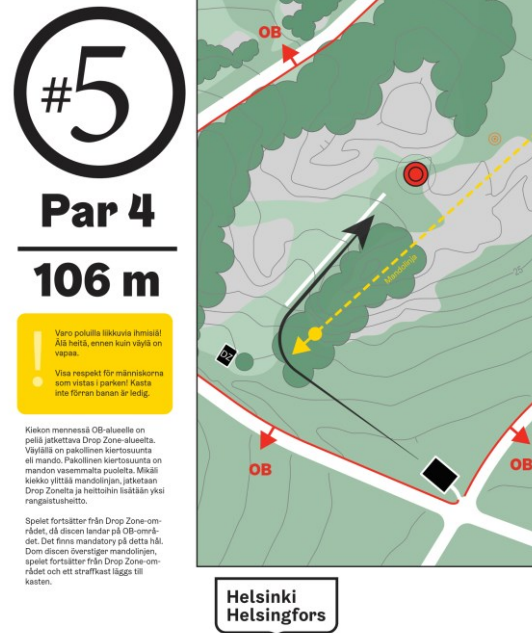 #5
Par 4
106 m
!
Varo poluilla liikkuvia ihmisiä!
Älä heitä, ennen kuin väylä on
vapaa.
Visa respekt för människorna
som vistas i parken! Kasta
inte förran banan är ledig.
Kiekon mennessä OB-alueelle on
peliä jatkettava Drop Zone-alueelta.
Väylällä on pakollinen kiertosuunta
eli mando. Pakollinen kiertosuunta on
mandon vasemmalta puolelta. Mikäli
kiekko ylittää mandolinjan, jatketaan
Drop Zonelta ja heittoihin lisätään yksi
rangaistusheitto.
Spelet fortsätter från Drop Zone-om-
rådet, då discen landar på OB-områ-
det. Det finns mandatory på detta hål.
Dom discen överstiger mandolinjen,
spelet fortsätter från Drop Zone-om-
rådet och ett straffkast läggs till
kasten.
OB
Mandolinja
25
DZ
OB
OB
Helsinki
Helsingfors